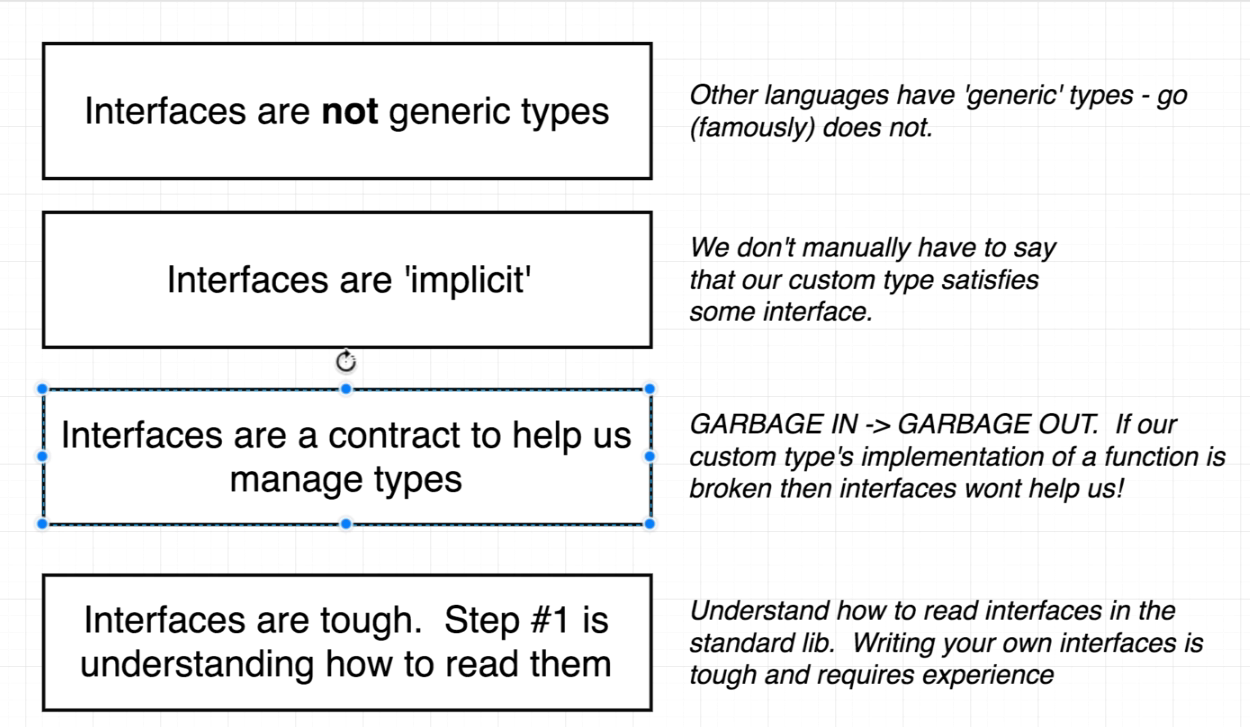 Interfaces are not generic types
Other languages have 'generic' types - go
(famously) does not.
Interfaces are 'implicit'
We don't manually have to say
that our custom type satisfies
some interface.
Interfaces are a contract to help us
manage types
GARBAGE IN -> GARBAGE OUT.  If our
custom type's implementation of a function is
broken then interfaces wont help us!
Interfaces are tough.  Step #1 is
understanding how to read them
Understand how to read interfaces in the
standard lib.  Writing your own interfaces is
tough and requires experience